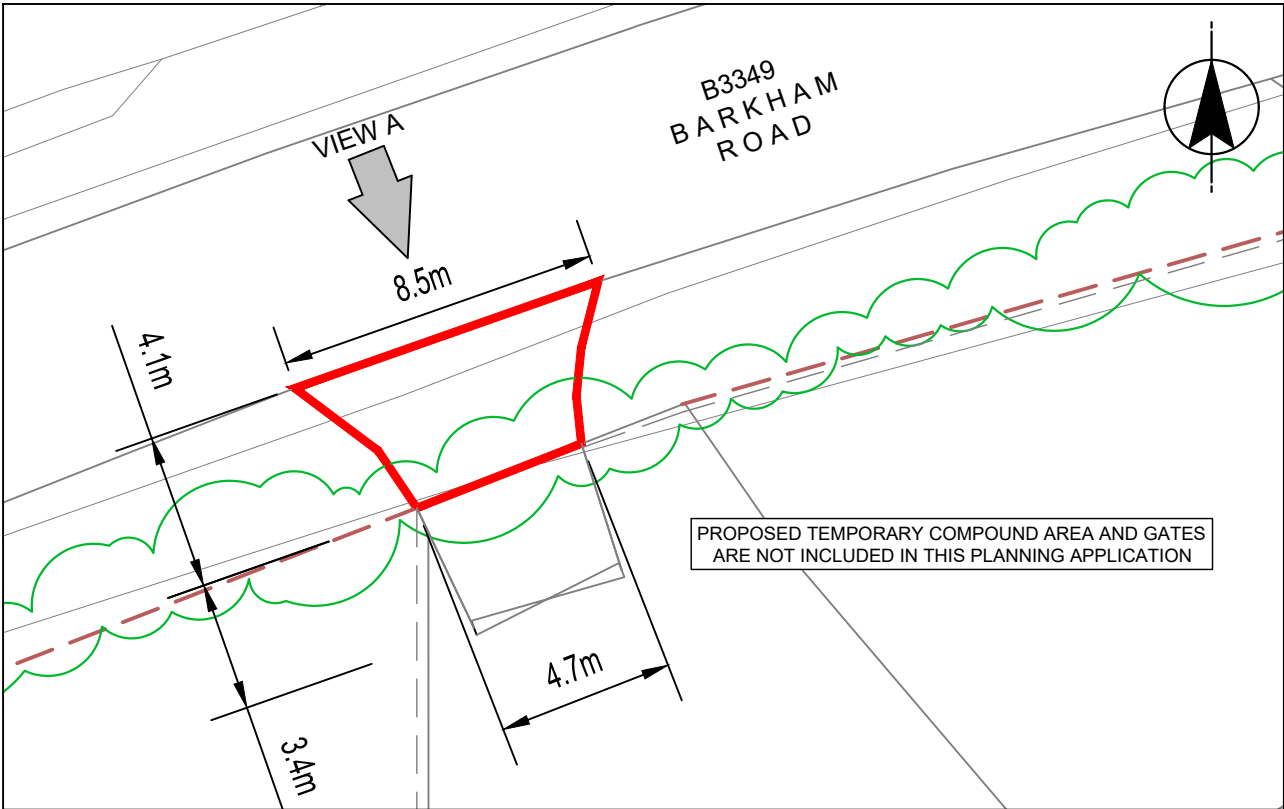 B3349
BARKHAM
ROAD
VIEW A
8.5m
4.1m
PROPOSED TEMPORARY COMPOUND AREA AND GATES
ARE NOT INCLUDED IN THIS PLANNING APPLICATION
4.7m
3.4m